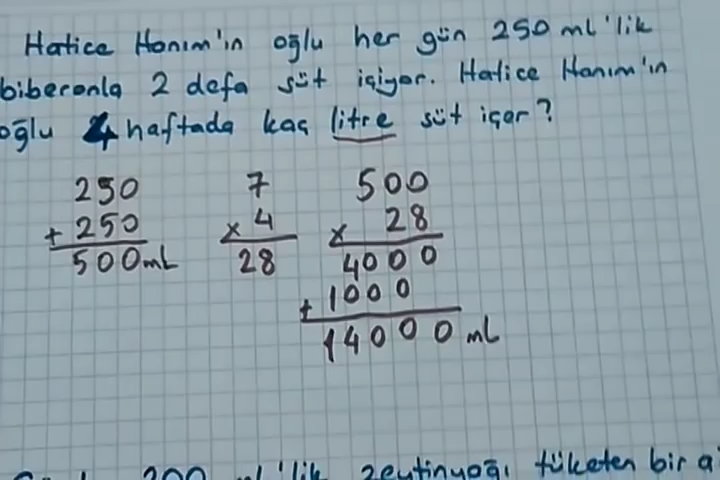 Hatice Hanım'ın oğlu her gün 250 ml'lik
biberonla 2 defa süt içiyor. Hatice Hanım'ın
oğlu 4 haftada kaç litre süt içer?
250
+ 250
500mL
7
x 4
28
500
x 28
4000
+ 1000
14000 mL
200 ml'lik zeytinyağı tüketen bir